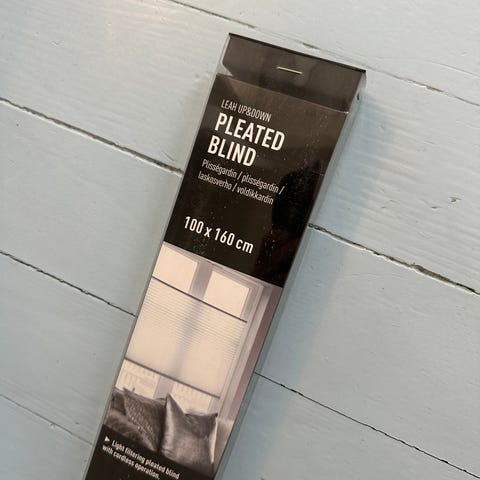 LEAH UP&DOWN
PLEATED
BLIND
Plisségardin / plisségardin /
laskosverho / voldikkardin
100 x 160 cm
► Light filtering pleated blind
with cordless operation.